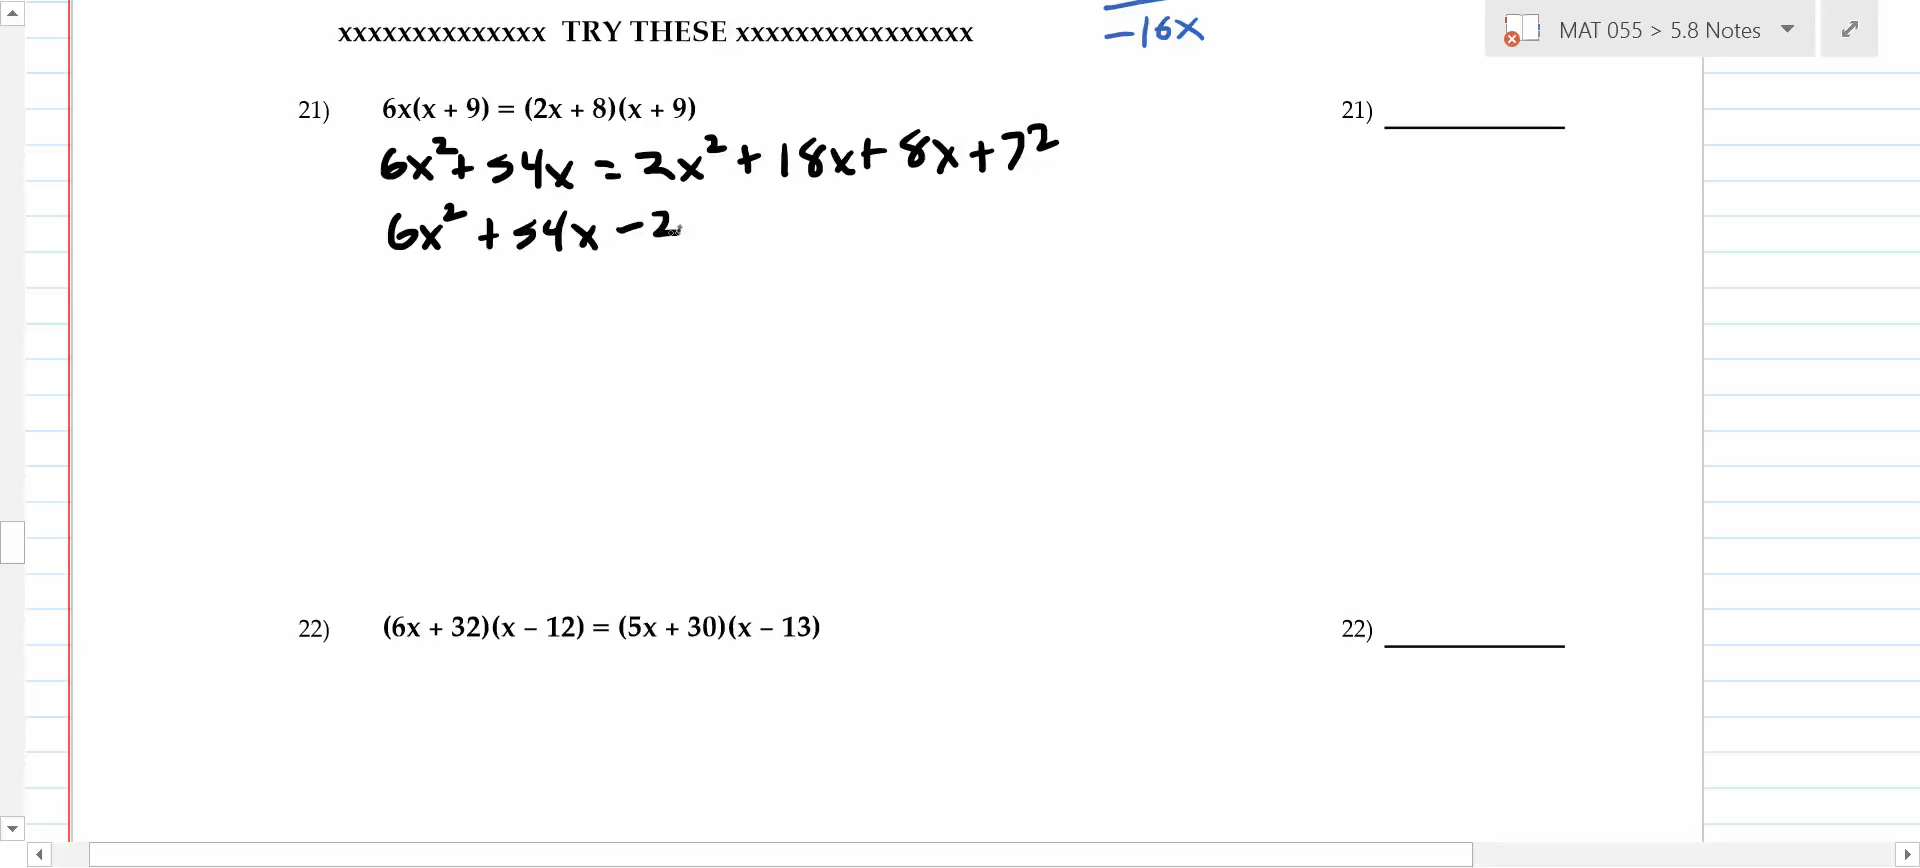 −16x
MAT 055 > 5.8 Notes
xxxxxxxxxxxxxx TRY THESE xxxxxxxxxxxxxxxx
21) 6x(x + 9) = (2x + 8)(x + 9) 21)
6x² + 54x = 2x² + 18x + 8x + 72
6x² + 54x − 2
22) (6x + 32)(x – 12) = (5x + 30)(x – 13) 22)